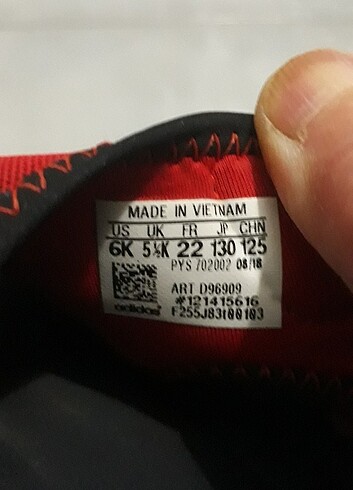 MADE IN VIETNAM
US UK FR JP CHN
6K 5½K 22 130 125
PYS 702002 08/18
ART D96909
#121415616
adidas F255J83100103